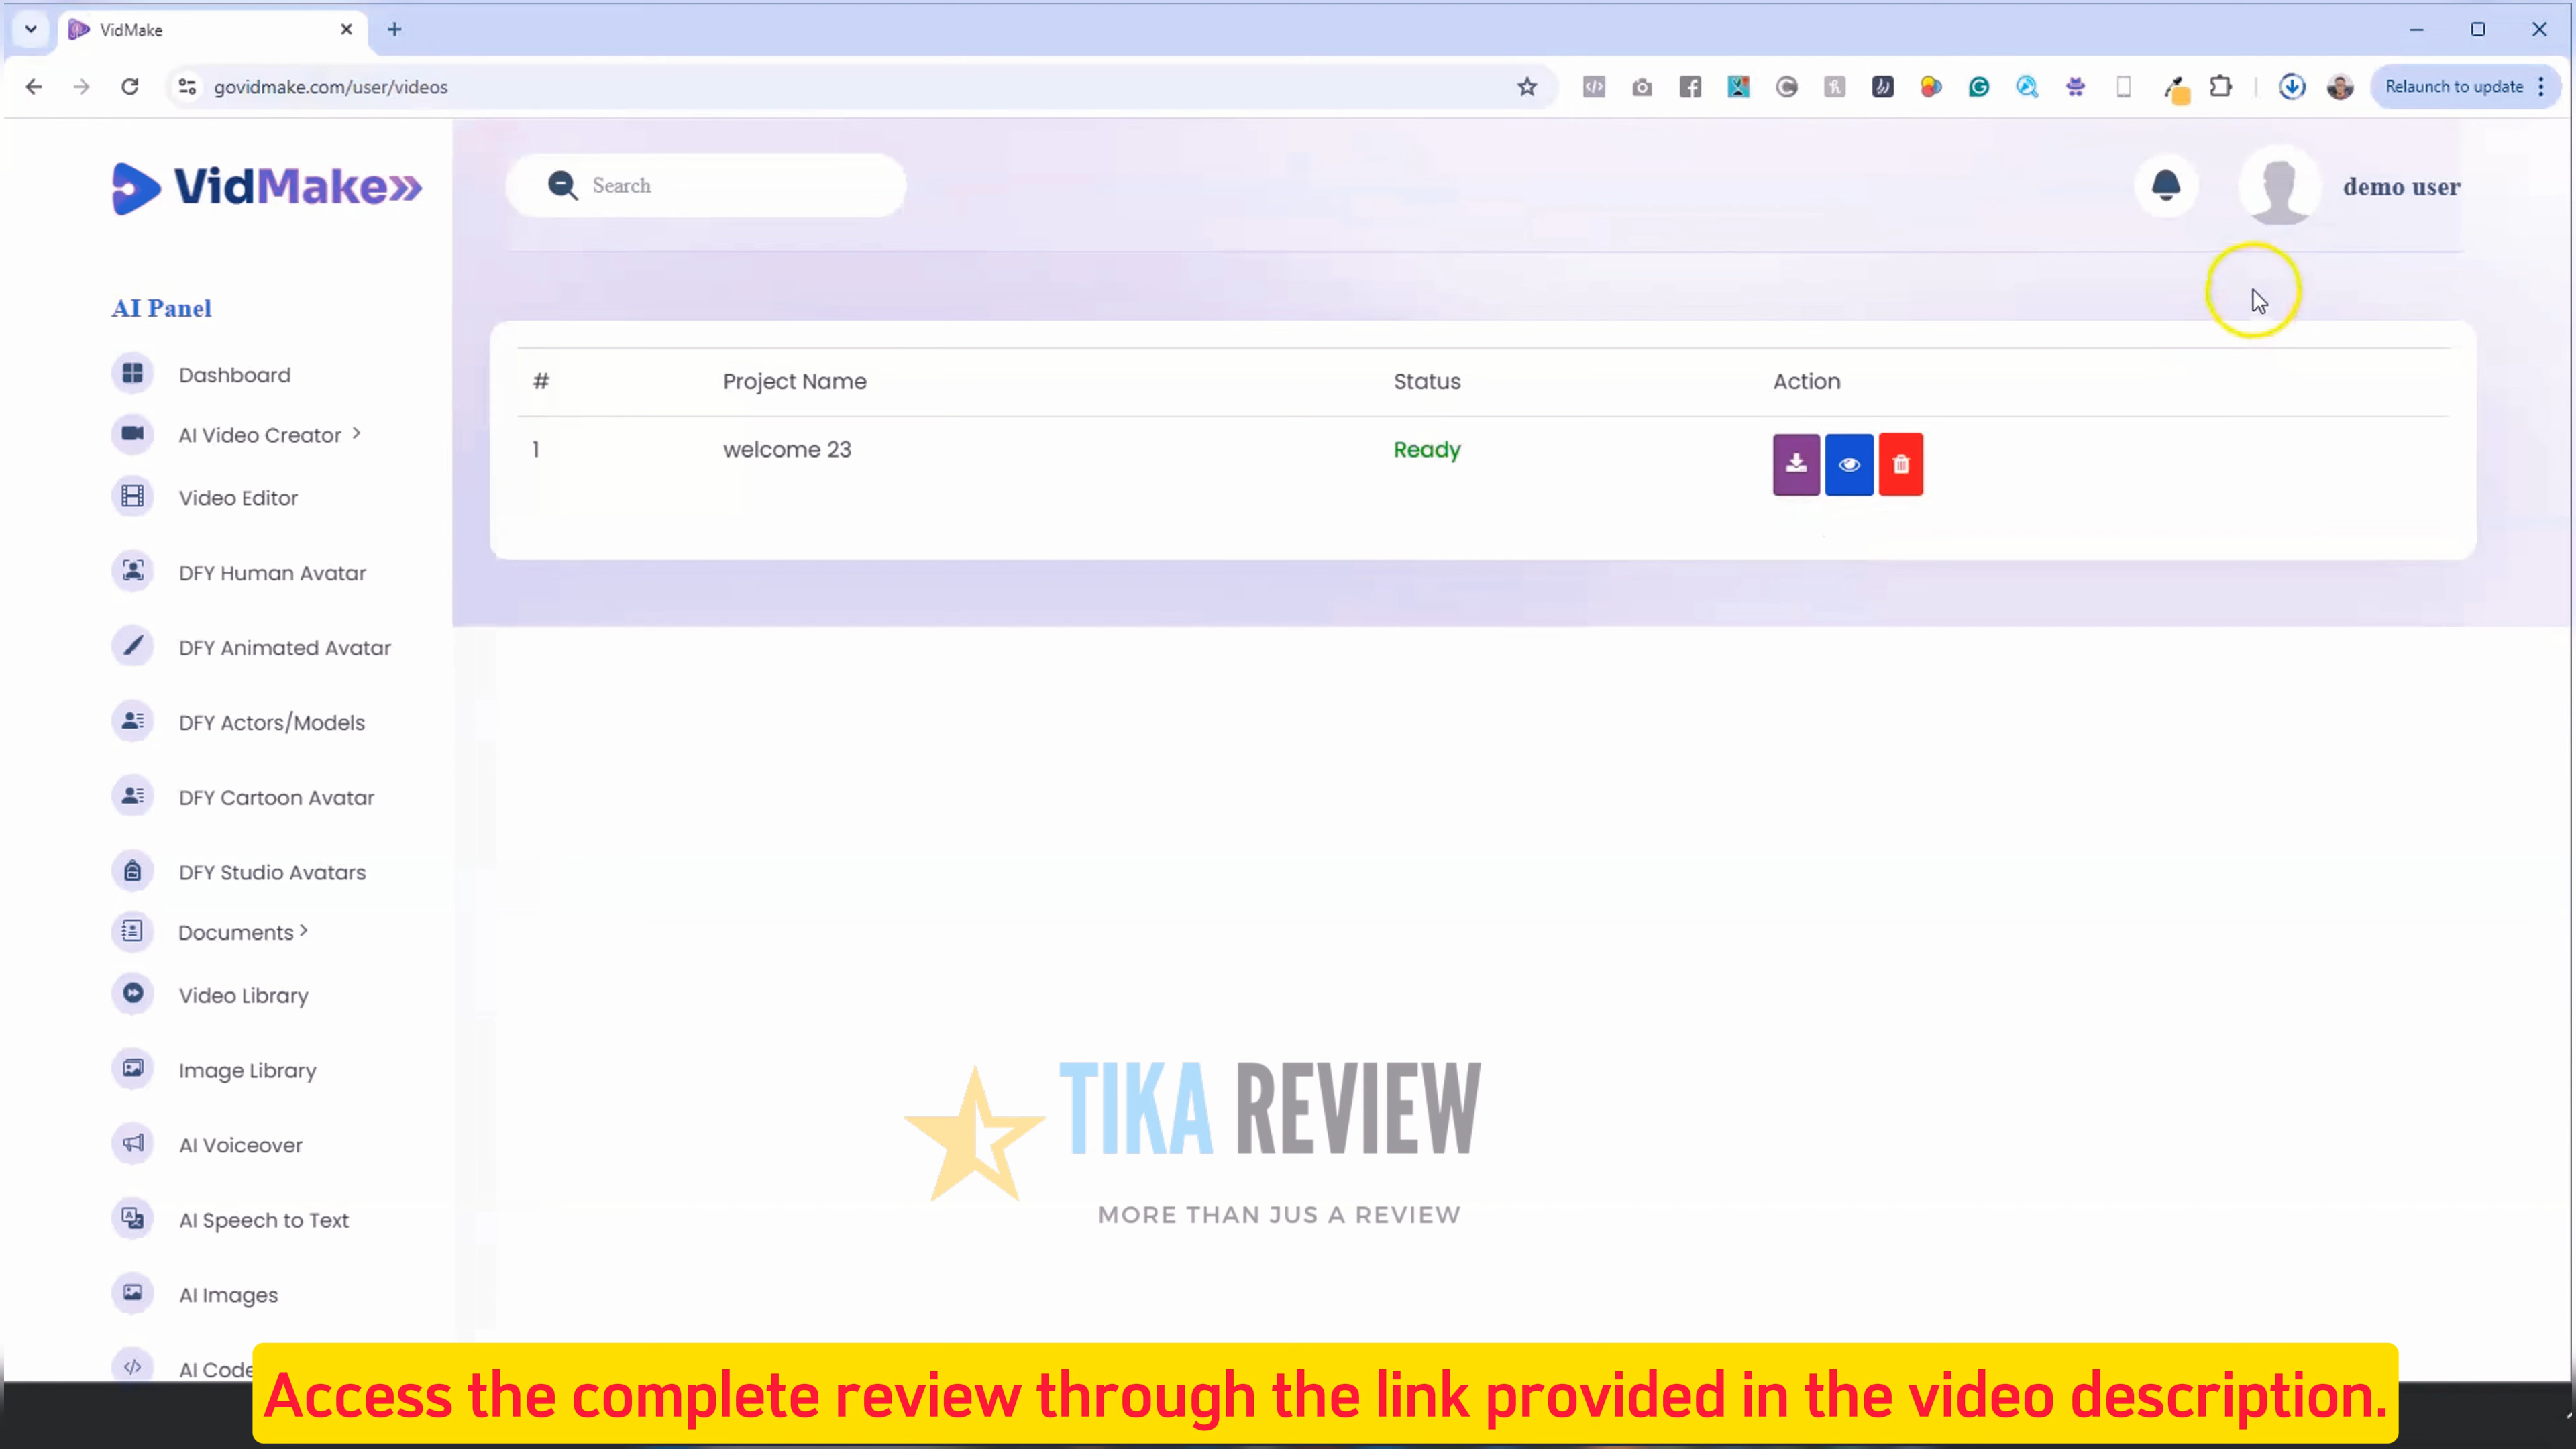 VidMake
govidmake.com/user/videos
Relaunch to update
VidMake
Search
demo user
AI Panel
Dashboard
AI Video Creator
Video Editor
DFY Human Avatar
DFY Animated Avatar
DFY Actors/Models
DFY Cartoon Avatar
DFY Studio Avatars
Documents
Video Library
Image Library
AI Voiceover
AI Speech to Text
AI Images
AI Code
# Project Name Status Action
1 welcome 23 Ready
TIKA REVIEW
MORE THAN JUS A REVIEW
Access the complete review through the link provided in the video description.